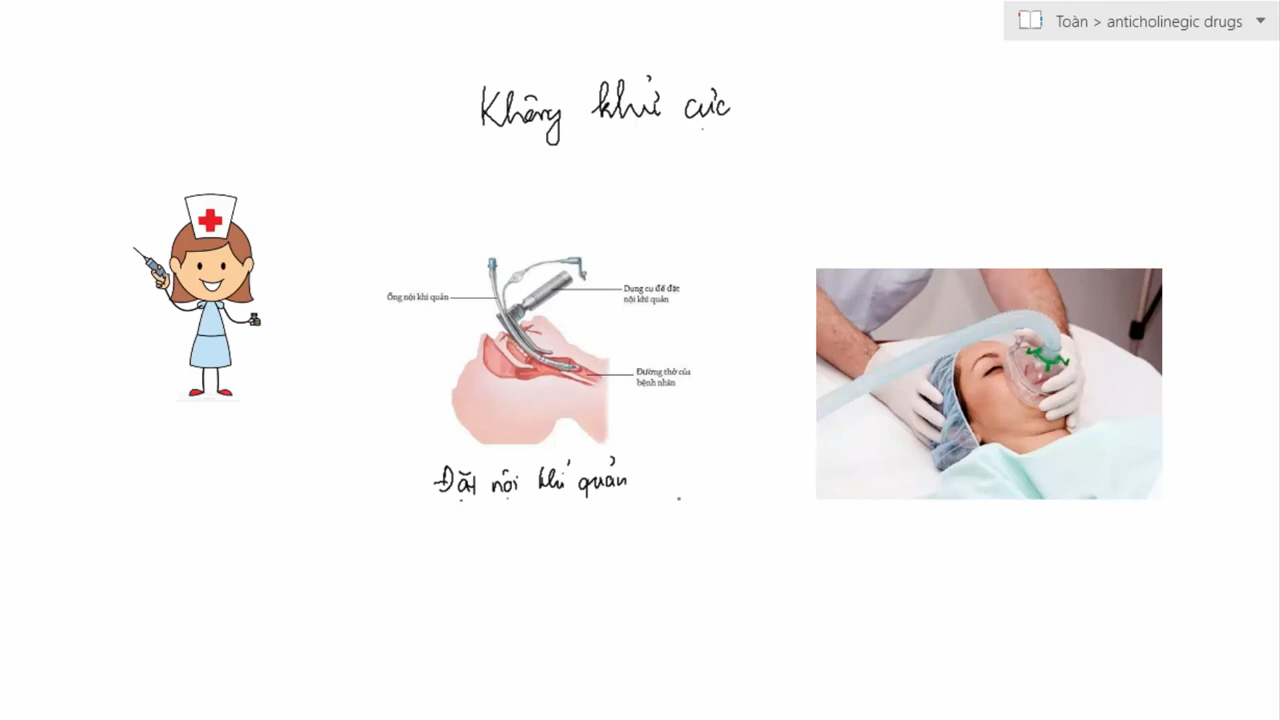 Toàn > anticholinegic drugs
Không khử cực
Ống nội khí quản
Dụng cụ để đặt
nội khí quản
Đường thở của
bệnh nhân
Đặt nội khí quản